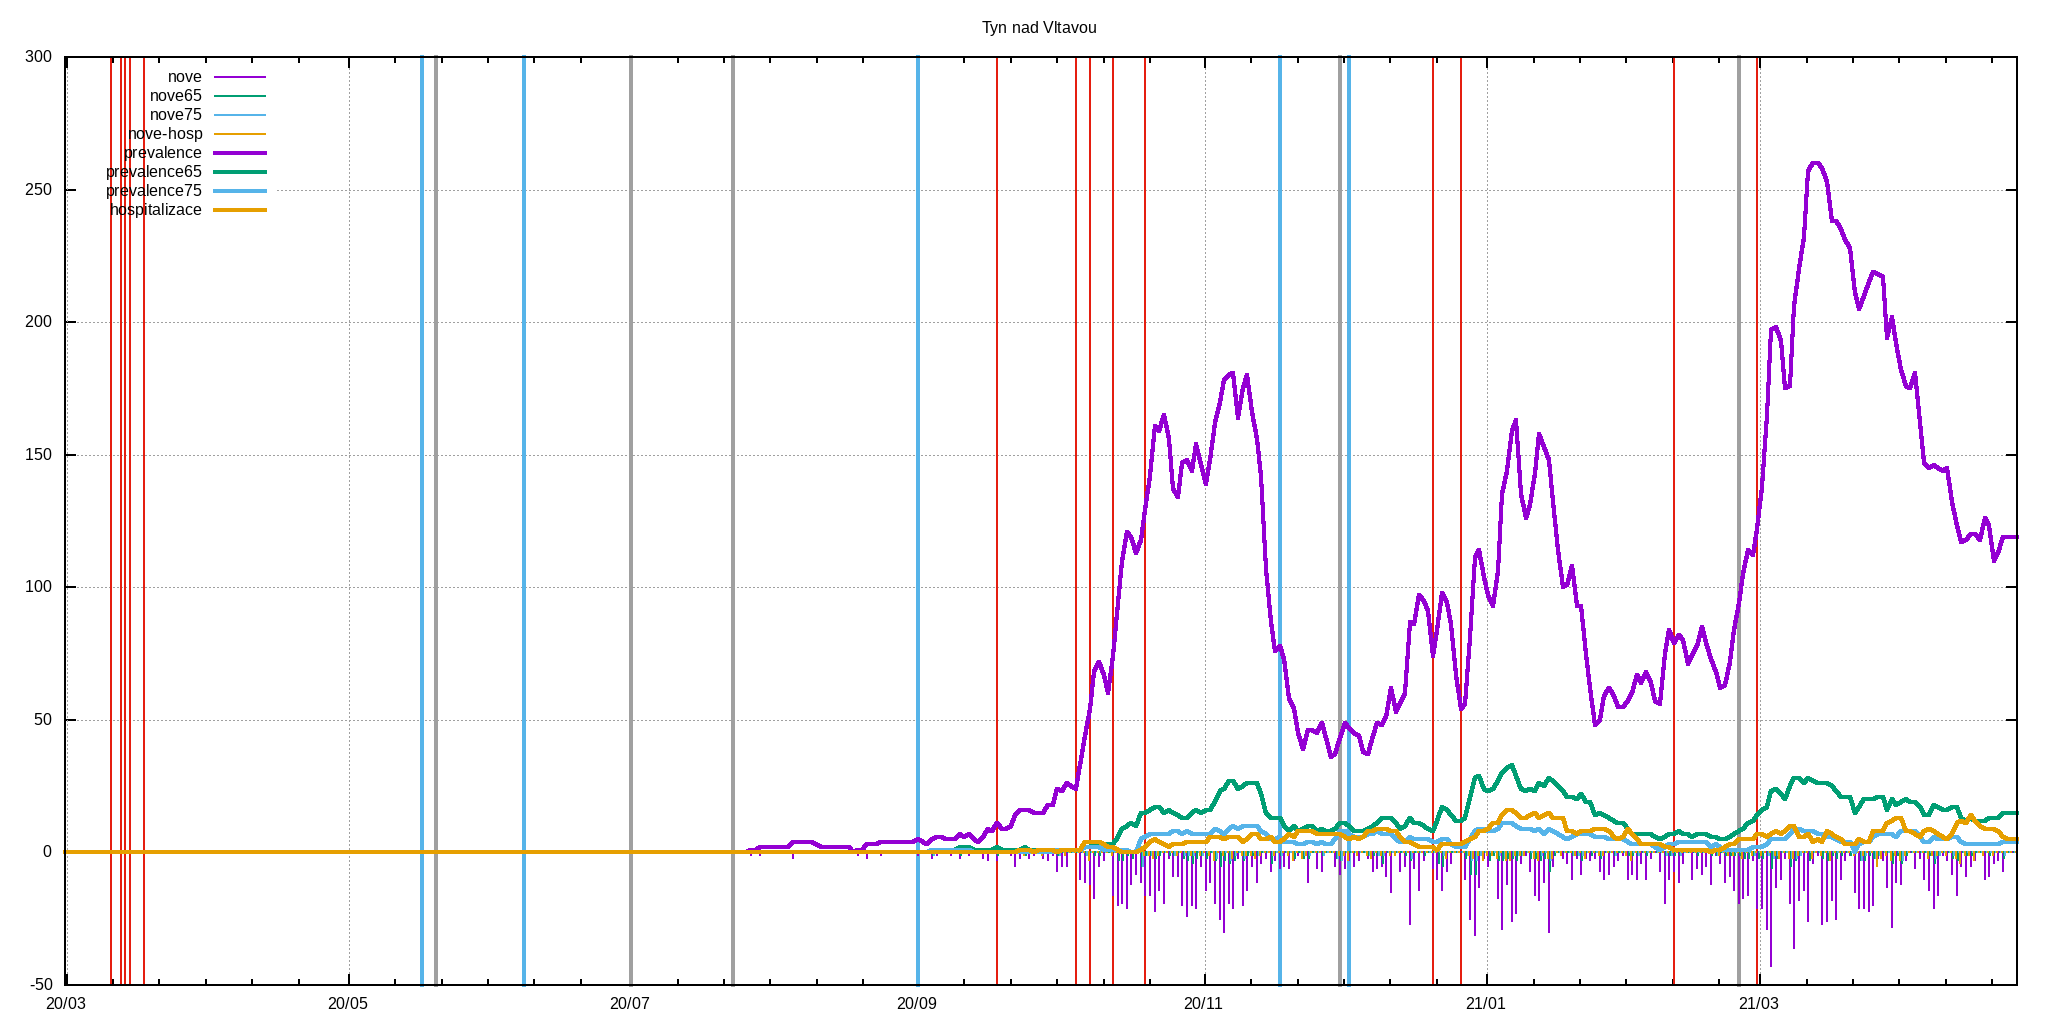 Tyn nad Vltavou
300
250
200
150
100
50
0
-50
nove
nove65
nove75
nove-hosp
prevalence
prevalence65
prevalence75
hospitalizace
20/03 20/05 20/07 20/09 20/11 21/01 21/03